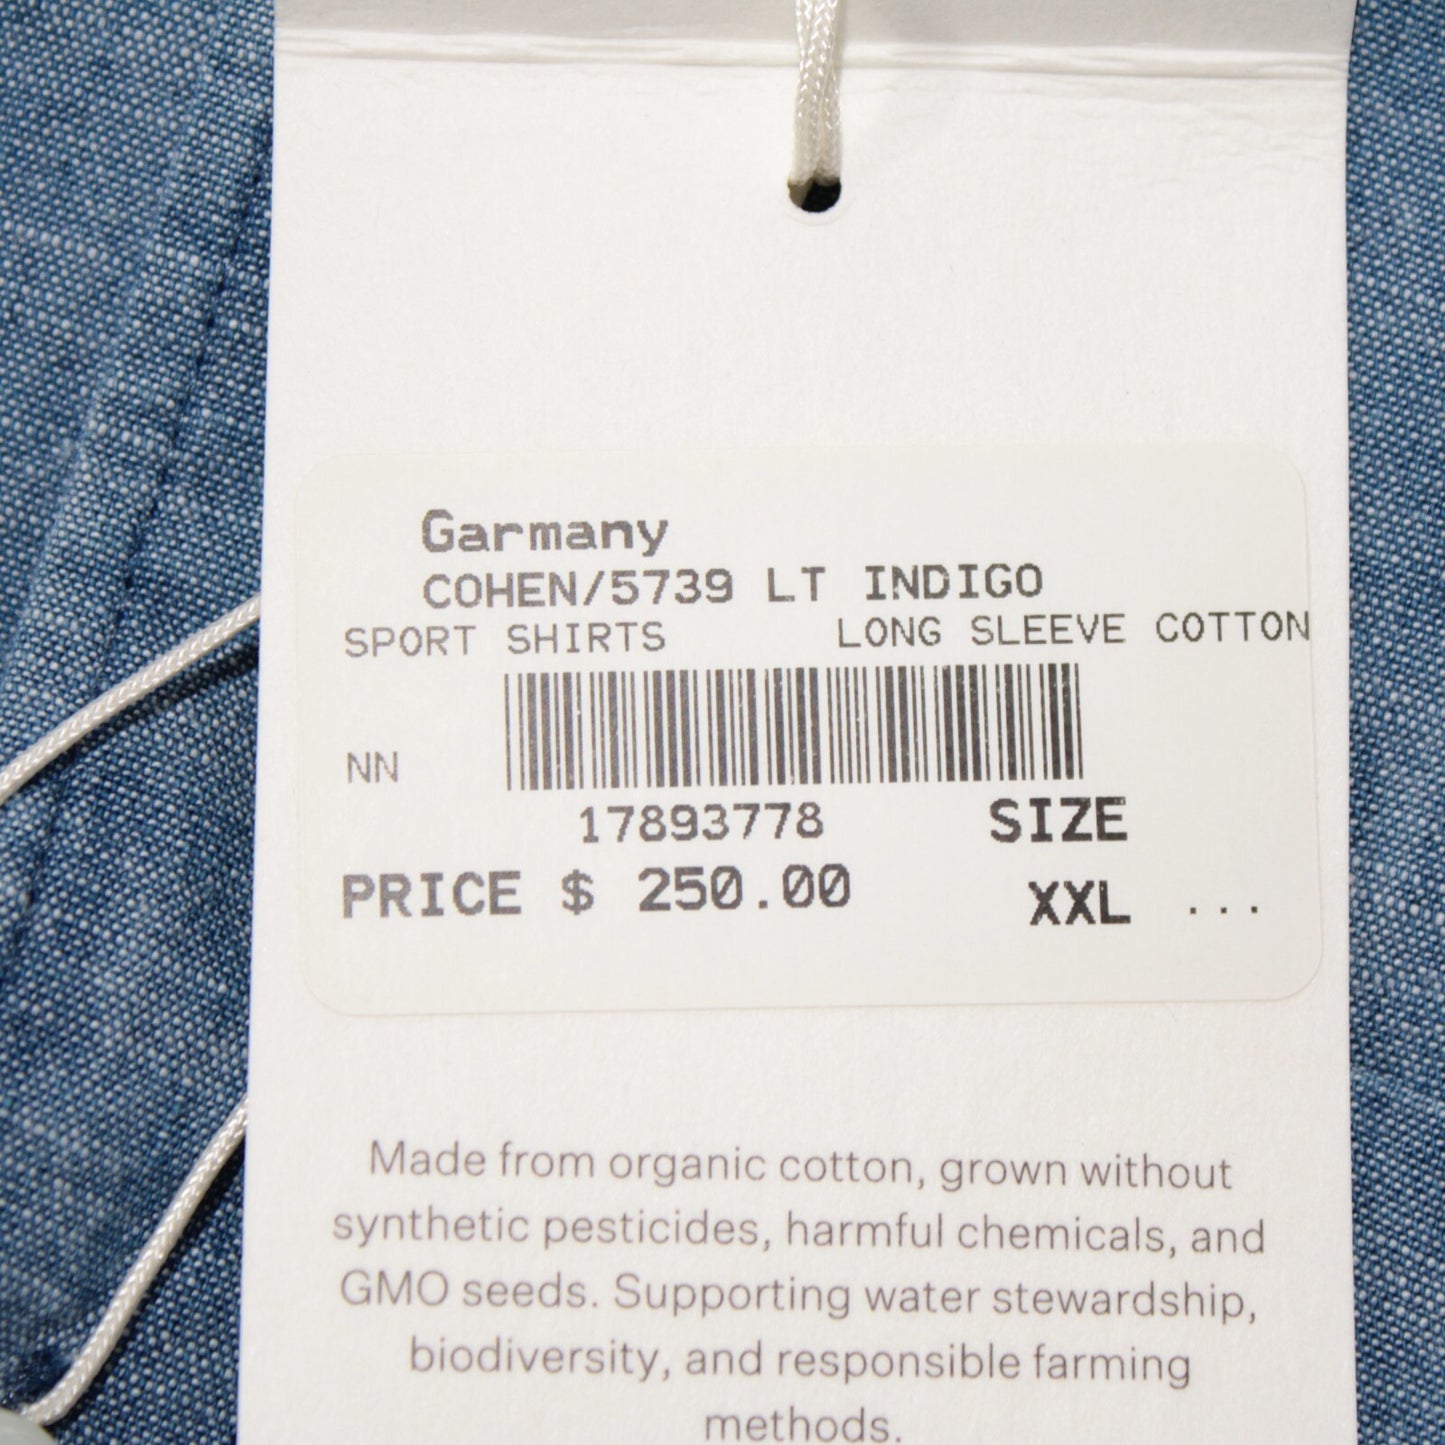 Garmany
COHEN/5739 LT INDIGO
SPORT SHIRTS LONG SLEEVE COTTON
NN
17893778 SIZE
PRICE $ 250.00 XXL ...
Made from organic cotton, grown without
synthetic pesticides, harmful chemicals, and
GMO seeds. Supporting water stewardship,
biodiversity, and responsible farming
methods.